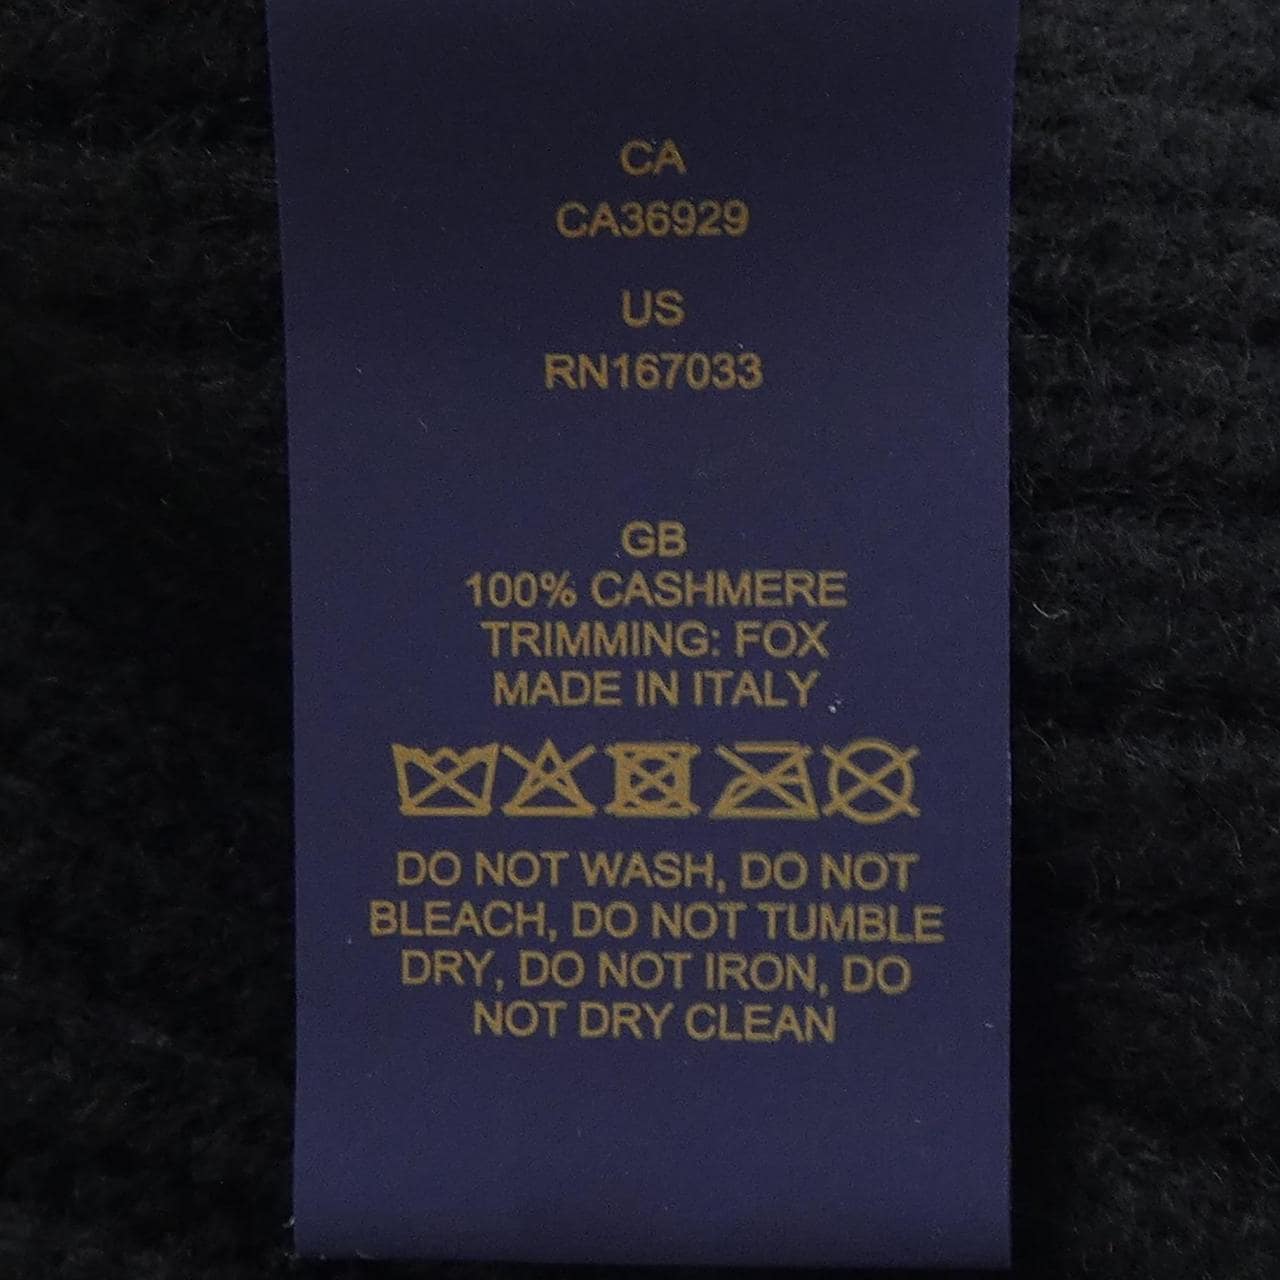 CA
CA36929
US
RN167033
GB
100% CASHMERE
TRIMMING: FOX
MADE IN ITALY
DO NOT WASH, DO NOT
BLEACH, DO NOT TUMBLE
DRY, DO NOT IRON, DO
NOT DRY CLEAN